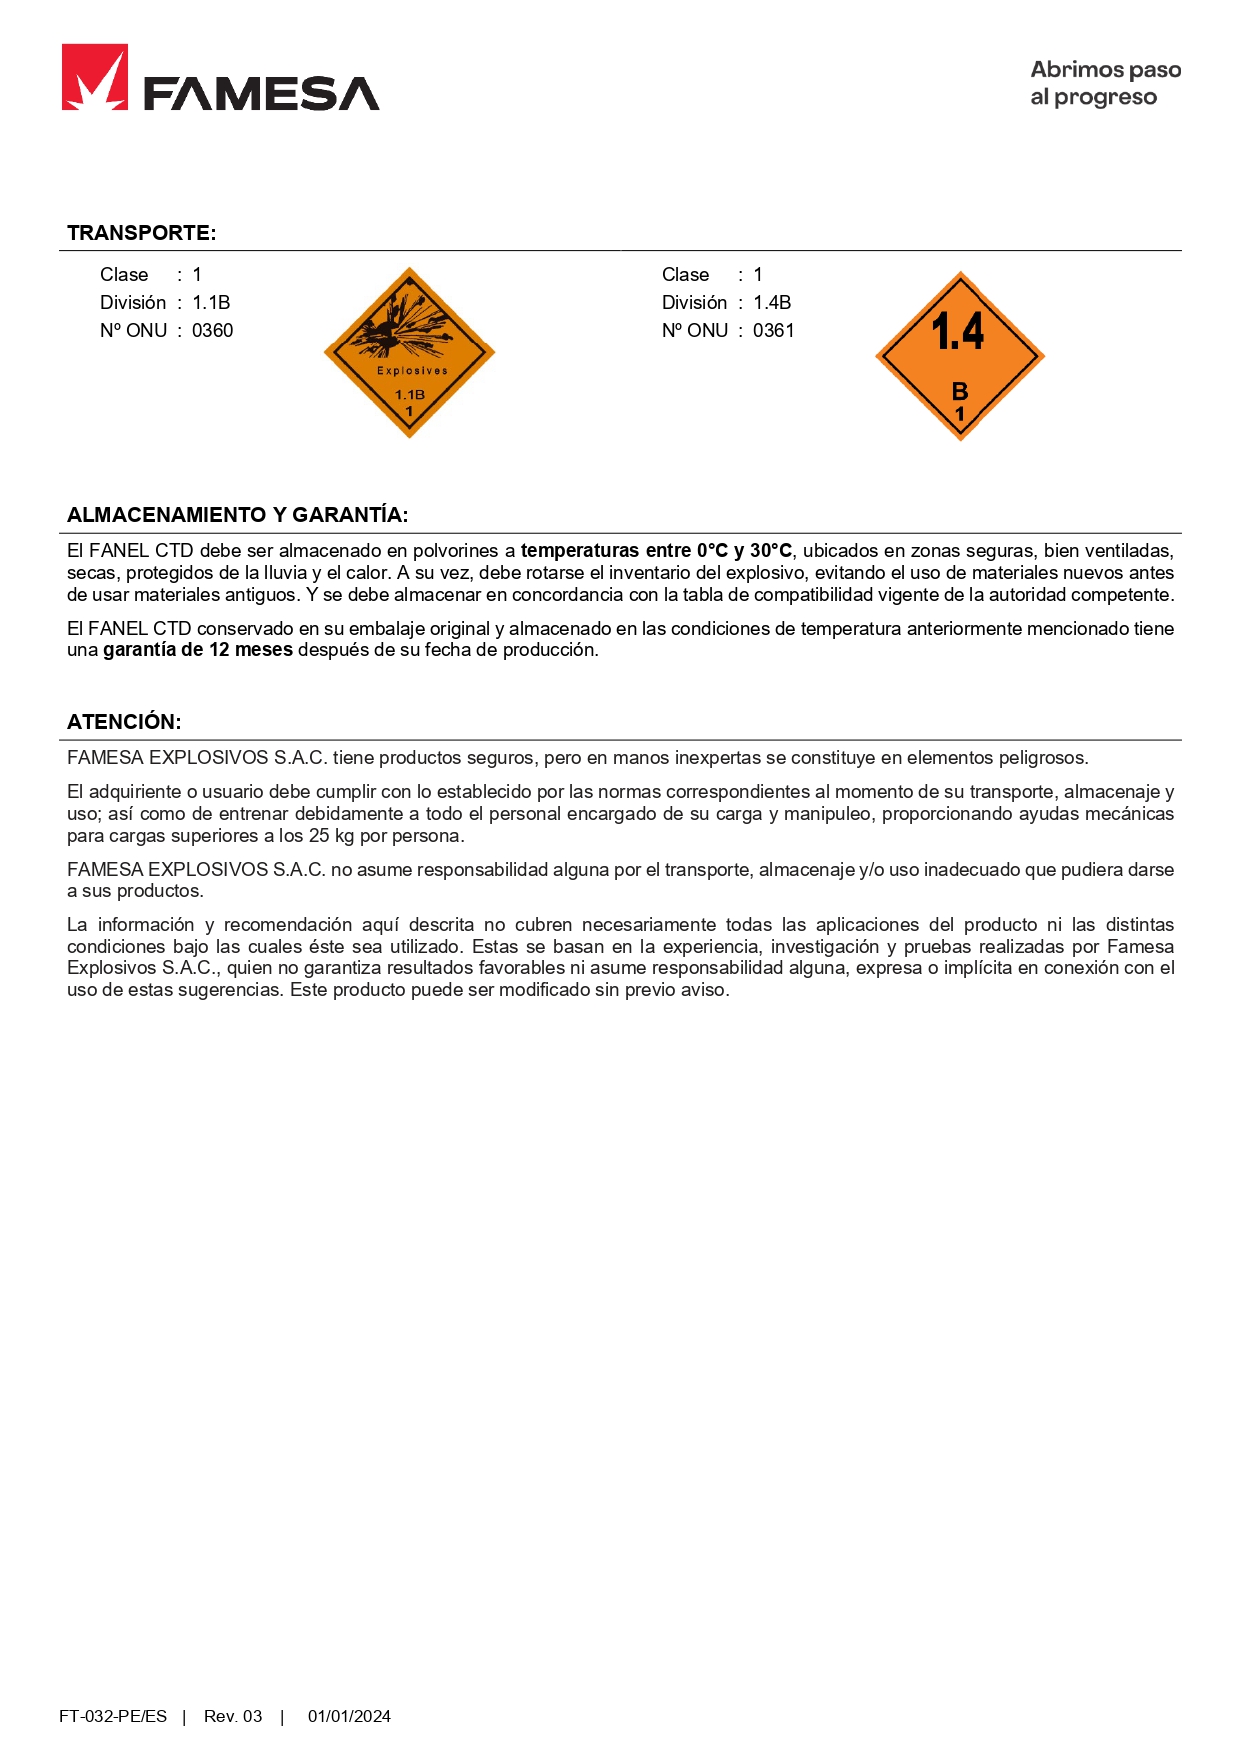 FAMESA
Abrimos paso
al progreso
TRANSPORTE:
Clase : 1
División : 1.1B
Nº ONU : 0360
Explosives
1.1B
1
Clase : 1
División : 1.4B
Nº ONU : 0361
1.4
B
1
ALMACENAMIENTO Y GARANTÍA:
El FANEL CTD debe ser almacenado en polvorines a temperaturas entre 0°C y 30°C, ubicados en zonas seguras, bien ventiladas,
secas, protegidos de la lluvia y el calor. A su vez, debe rotarse el inventario del explosivo, evitando el uso de materiales nuevos antes
de usar materiales antiguos. Y se debe almacenar en concordancia con la tabla de compatibilidad vigente de la autoridad competente.
El FANEL CTD conservado en su embalaje original y almacenado en las condiciones de temperatura anteriormente mencionado tiene
una garantía de 12 meses después de su fecha de producción.
ATENCIÓN:
FAMESA EXPLOSIVOS S.A.C. tiene productos seguros, pero en manos inexpertas se constituye en elementos peligrosos.
El adquiriente o usuario debe cumplir con lo establecido por las normas correspondientes al momento de su transporte, almacenaje y
uso; así como de entrenar debidamente a todo el personal encargado de su carga y manipuleo, proporcionando ayudas mecánicas
para cargas superiores a los 25 kg por persona.
FAMESA EXPLOSIVOS S.A.C. no asume responsabilidad alguna por el transporte, almacenaje y/o uso inadecuado que pudiera darse
a sus productos.
La información y recomendación aquí descrita no cubren necesariamente todas las aplicaciones del producto ni las distintas
condiciones bajo las cuales éste sea utilizado. Estas se basan en la experiencia, investigación y pruebas realizadas por Famesa
Explosivos S.A.C., quien no garantiza resultados favorables ni asume responsabilidad alguna, expresa o implícita en conexión con el
uso de estas sugerencias. Este producto puede ser modificado sin previo aviso.
FT-032-PE/ES | Rev. 03 | 01/01/2024